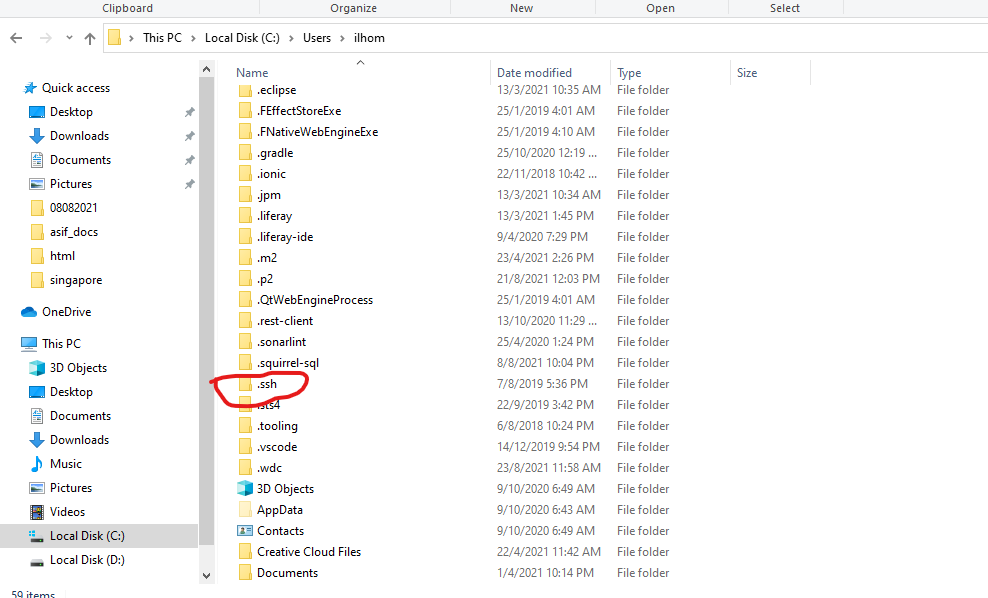 Clipboard Organize New Open Select
This PC Local Disk (C:) Users ilhom
Name Date modified Type Size
Quick access
Desktop
Downloads
Documents
Pictures
08082021
asif_docs
html
singapore
OneDrive
This PC
3D Objects
Desktop
Documents
Downloads
Music
Pictures
Videos
Local Disk (C:)
Local Disk (D:)
.eclipse 13/3/2021 10:35 AM File folder
.FEffectStoreExe 25/1/2019 4:01 AM File folder
.FNativeWebEngineExe 25/1/2019 4:10 AM File folder
.gradle 25/10/2020 12:19 ... File folder
.ionic 22/11/2018 10:42 ... File folder
.jpm 13/3/2021 10:34 AM File folder
.liferay 13/3/2021 1:45 PM File folder
.liferay-ide 9/4/2020 7:29 PM File folder
.m2 23/4/2021 2:26 PM File folder
.p2 21/8/2021 12:03 PM File folder
.QtWebEngineProcess 25/1/2019 4:01 AM File folder
.rest-client 13/10/2020 11:29 ... File folder
.sonarlint 25/4/2020 1:24 PM File folder
.squirrel-sql 8/8/2021 10:04 PM File folder
.ssh 7/8/2019 5:36 PM File folder
.sts4 22/9/2019 3:42 PM File folder
.tooling 6/8/2018 10:24 PM File folder
.vscode 14/12/2019 9:54 PM File folder
.wdc 23/8/2021 11:58 AM File folder
3D Objects 9/10/2020 6:49 AM File folder
AppData 9/10/2020 6:43 AM File folder
Contacts 9/10/2020 6:49 AM File folder
Creative Cloud Files 22/4/2021 11:42 AM File folder
Documents 1/4/2021 10:14 PM File folder
59 items